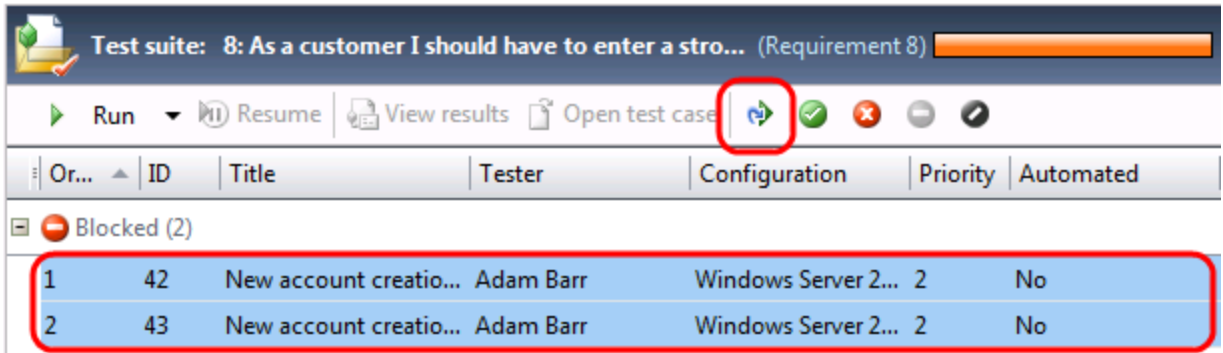 Test suite: 8: As a customer I should have to enter a stro... (Requirement 8)
Run Resume View results Open test case
Or... ID Title Tester Configuration Priority Automated
Blocked (2)
1 42 New account creatio... Adam Barr Windows Server 2... 2 No
2 43 New account creatio... Adam Barr Windows Server 2... 2 No